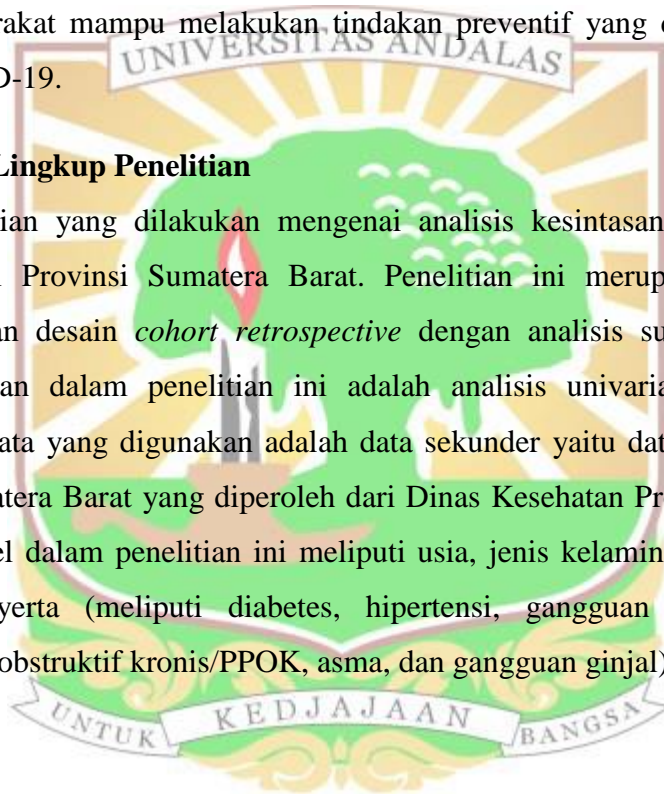 rakat mampu melakukan tindakan preventif yang
UNIVERSITAS ANDALAS
D-19.
Lingkup Penelitian
ian yang dilakukan mengenai analisis kesintasan
Provinsi Sumatera Barat. Penelitian ini merup
an desain cohort retrospective dengan analisis su
an dalam penelitian ini adalah analisis univaria
ata yang digunakan adalah data sekunder yaitu dat
atera Barat yang diperoleh dari Dinas Kesehatan Pr
el dalam penelitian ini meliputi usia, jenis kelamin
yerta (meliputi diabetes, hipertensi, gangguan
obstruktif kronis/PPOK, asma, dan gangguan ginjal)
UNTUK KEDJAJAAN BANGSA